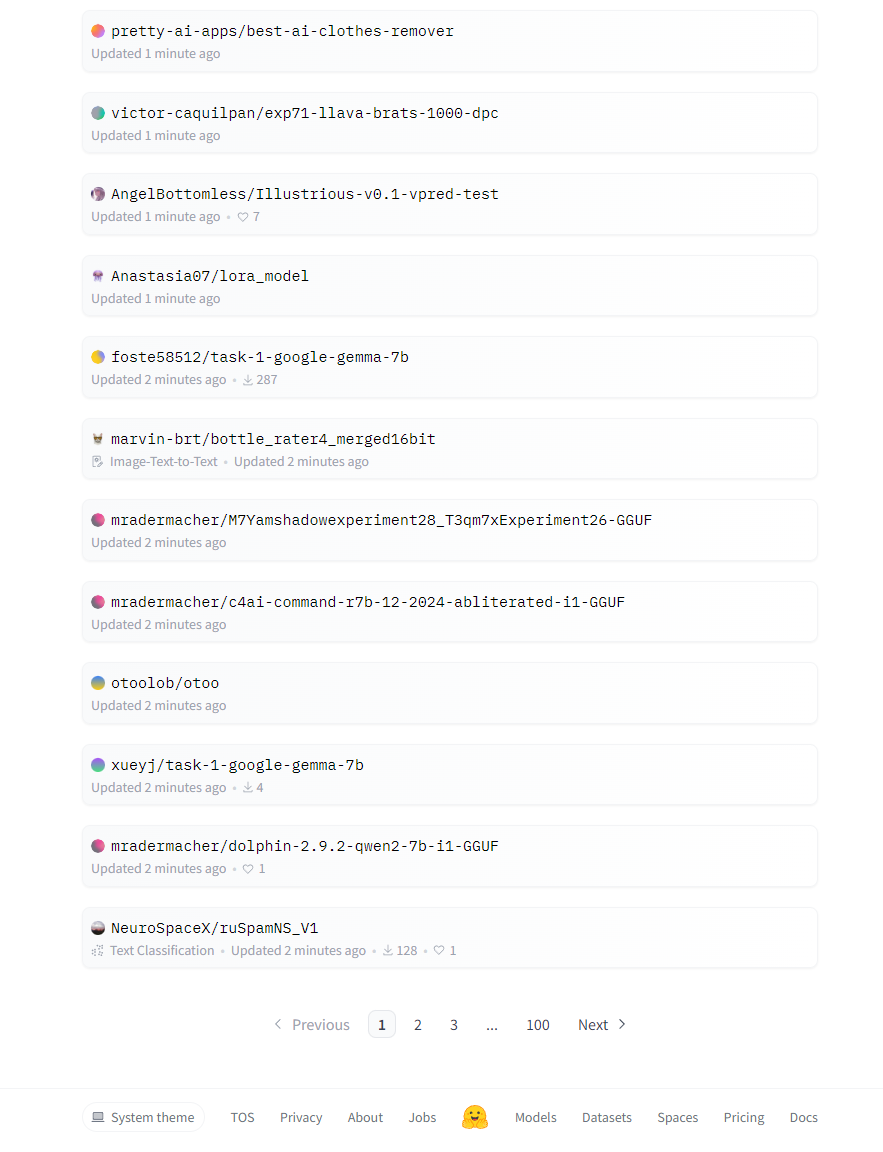 pretty-ai-apps/best-ai-clothes-remover
Updated 1 minute ago
victor-caquilpan/exp71-llava-brats-1000-dpc
Updated 1 minute ago
AngelBottomless/Illustrious-v0.1-vpred-test
Updated 1 minute ago • 7
Anastasia07/lora_model
Updated 1 minute ago
foste58512/task-1-google-gemma-7b
Updated 2 minutes ago • 287
marvin-brt/bottle_rater4_merged16bit
Image-Text-to-Text • Updated 2 minutes ago
mradermacher/M7Yamshadowexperiment28_T3qm7xExperiment26-GGUF
Updated 2 minutes ago
mradermacher/c4ai-command-r7b-12-2024-abliterated-i1-GGUF
Updated 2 minutes ago
otoolob/otoo
Updated 2 minutes ago
xueyj/task-1-google-gemma-7b
Updated 2 minutes ago • 4
mradermacher/dolphin-2.9.2-qwen2-7b-i1-GGUF
Updated 2 minutes ago • 1
NeuroSpaceX/ruSpamNS_V1
Text Classification • Updated 2 minutes ago • 128 • 1
Previous 1 2 3 ... 100 Next
System theme TOS Privacy About Jobs Models Datasets Spaces Pricing Docs